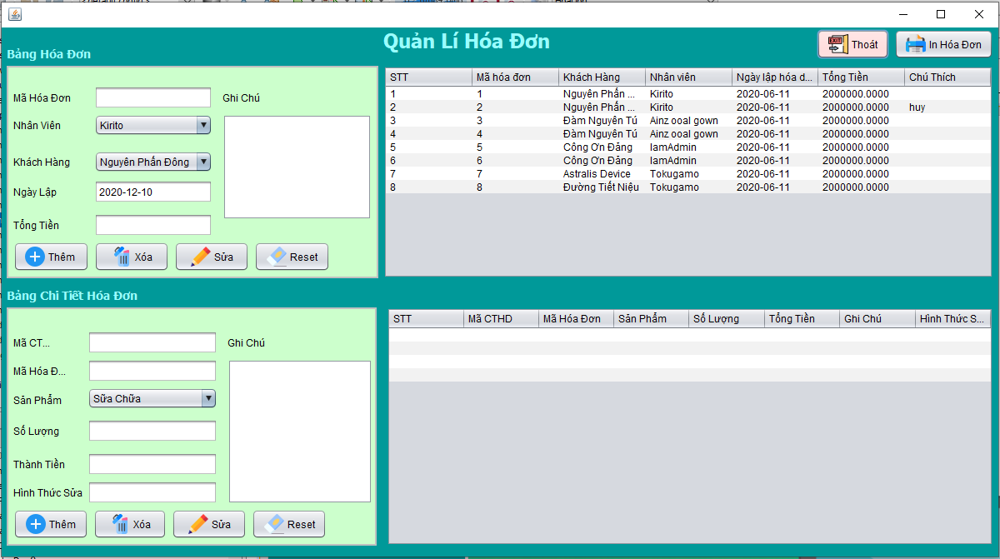 Quản Lí Hóa Đơn
Thoát
In Hóa Đơn
Bảng Hóa Đơn
Mã Hóa Đơn
Ghi Chú
Nhân Viên
Kirito
Khách Hàng
Nguyên Phấn Đông
Ngày Lập
2020-12-10
Tổng Tiền
Thêm
Xóa
Sửa
Reset
STT Mã hóa đơn Khách Hàng Nhân viên Ngày lập hóa d... Tổng Tiền Chú Thích
1 1 Nguyên Phấn ... Kirito 2020-06-11 2000000.0000
2 2 Nguyên Phấn ... Kirito 2020-06-11 2000000.0000 huy
3 3 Đàm Nguyên Tú Ainz ooal gown 2020-06-11 2000000.0000
4 4 Đàm Nguyên Tú Ainz ooal gown 2020-06-11 2000000.0000
5 5 Công Ơn Đảng IamAdmin 2020-06-11 2000000.0000
6 6 Công Ơn Đảng IamAdmin 2020-06-11 2000000.0000
7 7 Astralis Device Tokugamo 2020-06-11 2000000.0000
8 8 Đường Tiết Niệu Tokugamo 2020-06-11 2000000.0000
Bảng Chi Tiết Hóa Đơn
Mã CT...
Ghi Chú
Mã Hóa Đ...
Sản Phẩm
Sữa Chữa
Số Lượng
Thành Tiền
Hình Thức Sửa
Thêm
Xóa
Sửa
Reset
STT Mã CTHD Mã Hóa Đơn Sản Phẩm Số Lượng Tổng Tiền Ghi Chú Hình Thức S...